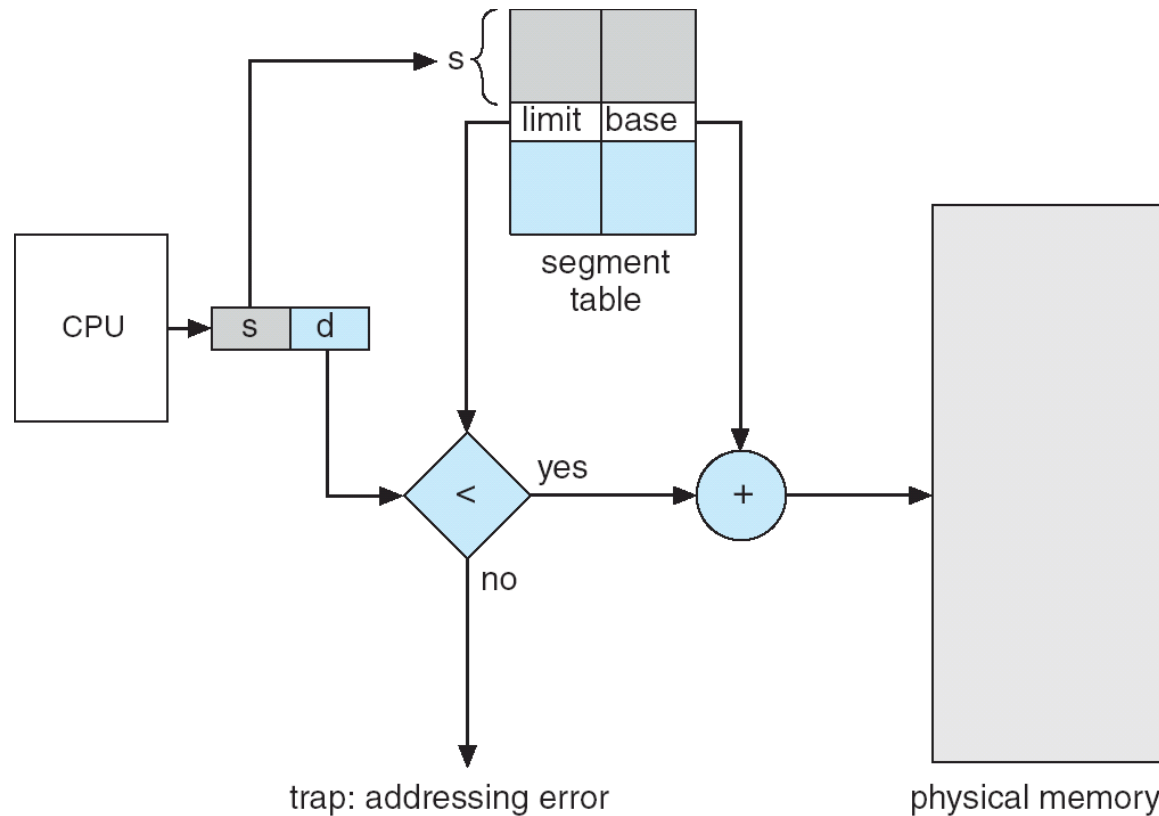 s
limit base
segment
table
CPU
s d
<
yes
+
no
trap: addressing error
physical memory